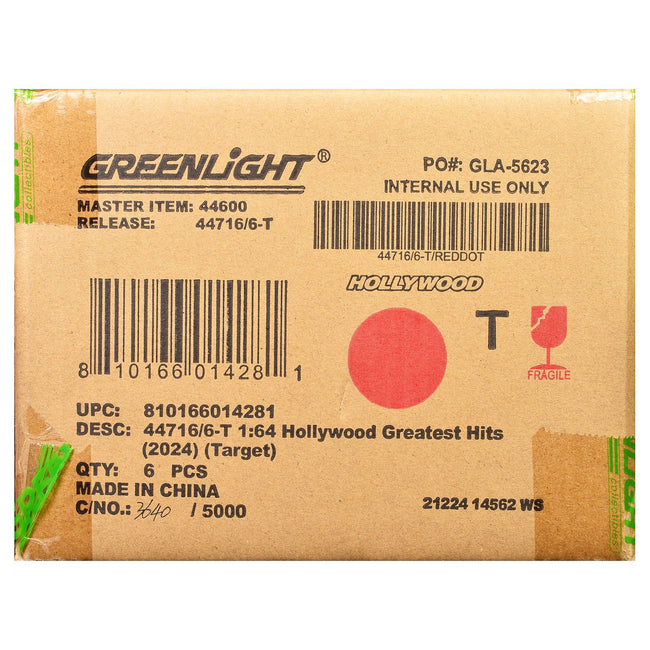 GREENLiGHT®
MASTER ITEM: 44600
RELEASE: 44716/6-T
PO#: GLA-5623
INTERNAL USE ONLY
44716/6-T/REDDOT
HOLLYWOOD
T
FRAGILE
8 10166 01428 1
UPC: 810166014281
DESC: 44716/6-T 1:64 Hollywood Greatest Hits
(2024) (Target)
QTY: 6 PCS
MADE IN CHINA
C/NO.: 3640 / 5000
21224 14562 WS
collectibles
collectibles